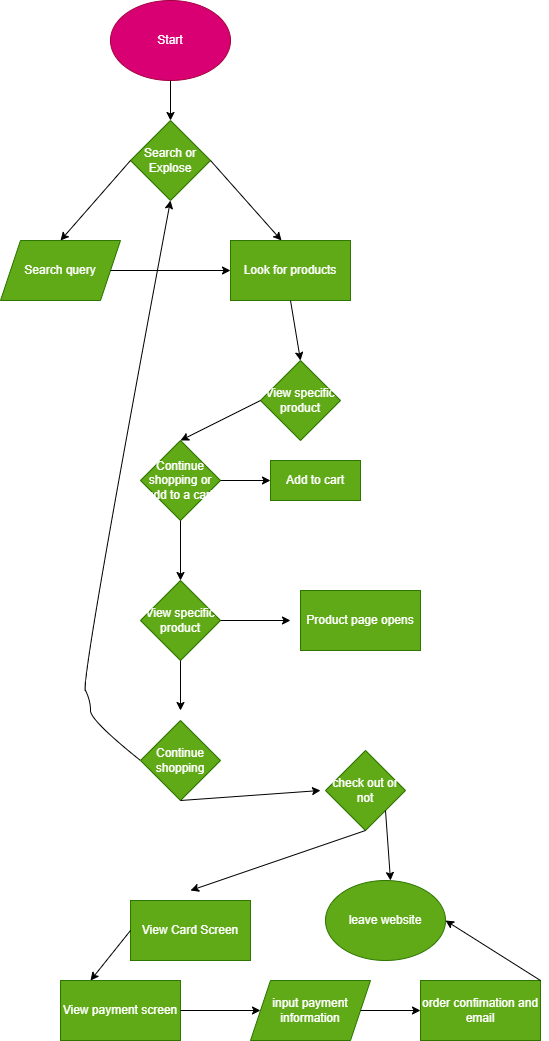 Start
Search or
Explose
Search query
Look for products
View specific
product
Continue
shopping or
add to a cart
Add to cart
View specific
product
Product page opens
Continue
shopping
check out or
not
View Card Screen
leave website
View payment screen
input payment
information
order confimation and
email